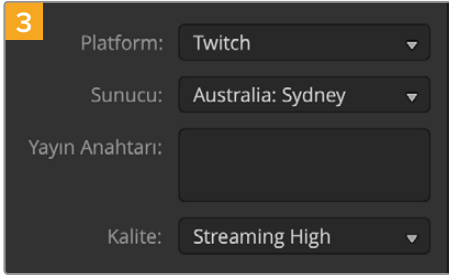 3
Platform: Twitch
Sunucu: Australia: Sydney
Yayın Anahtarı:
Kalite: Streaming High